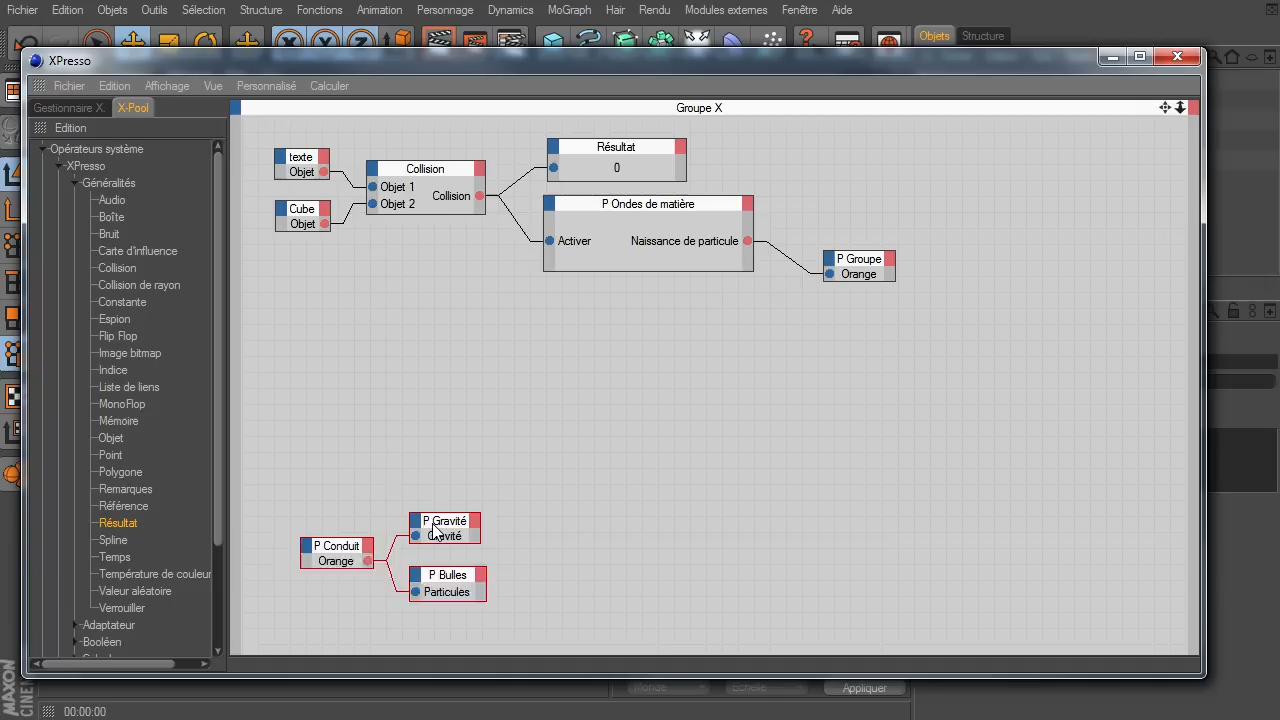 Fichier Edition Objets Outils Sélection Structure Fonctions Animation Personnage Dynamics MoGraph Hair Rendu Modules externes Fenêtre Aide
Objets Structure
XPresso
Fichier Edition Affichage Vue Personnalisé Calculer
Gestionnaire X. X-Pool
Groupe X
Edition
Opérateurs système
XPresso
Généralités
Audio
Boîte
Bruit
Carte d'influence
Collision
Collision de rayon
Constante
Espion
Flip Flop
Image bitmap
Indice
Liste de liens
MonoFlop
Mémoire
Objet
Point
Polygone
Remarques
Référence
Résultat
Spline
Temps
Température de couleur
Valeur aléatoire
Verrouiller
Adaptateur
Booléen
texte
Objet
Cube
Objet
Collision
Objet 1
Objet 2
Collision
Résultat
0
P Ondes de matière
Activer Naissance de particule
P Groupe
Orange
P Conduit
Orange
P Gravité
Gravité
P Bulles
Particules
Monde Echelle Appliquer
00:00:00
MAXON